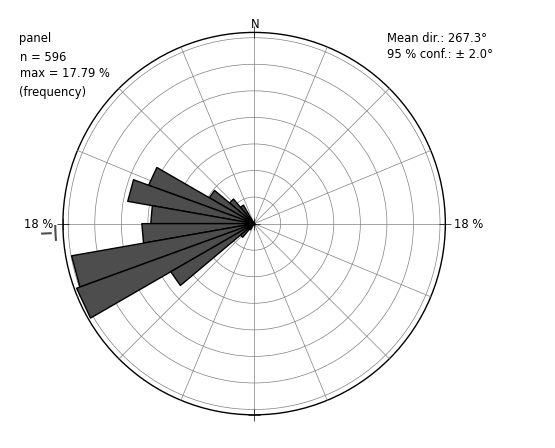 N
panel
n = 596
max = 17.79 %
(frequency)
Mean dir.: 267.3°
95 % conf.: ± 2.0°
18 %
18 %